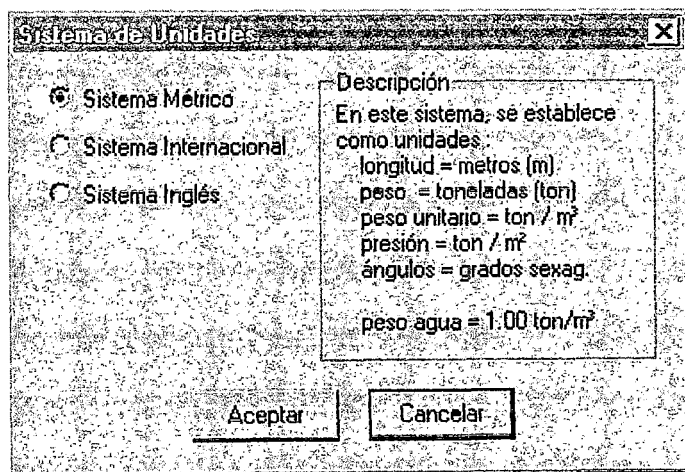 Sistema de Unidades
Sistema Métrico
Sistema Internacional
Sistema Inglés
Descripción
En este sistema, se establece
como unidades :
longitud = metros (m)
peso = toneladas (ton)
peso unitario = ton / m³
presión = ton / m²
ángulos = grados sexag.
peso agua = 1.00 ton/m³
Aceptar
Cancelar